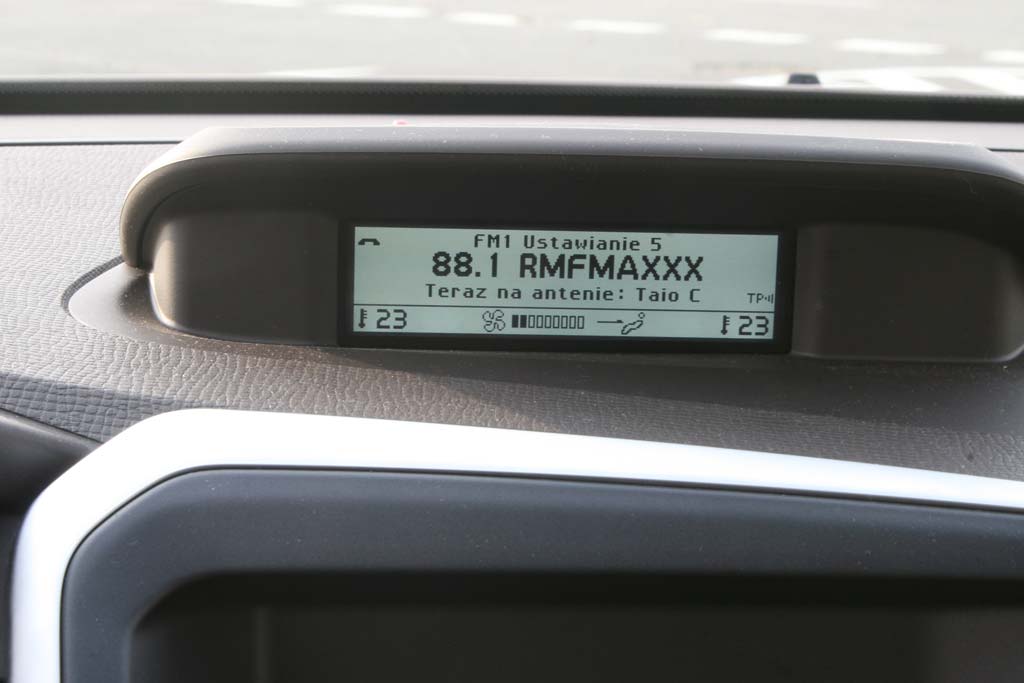 FM1 Ustawianie 5
88.1 RMFMAXXX
Teraz na antenie: Taio C
TP
23 23